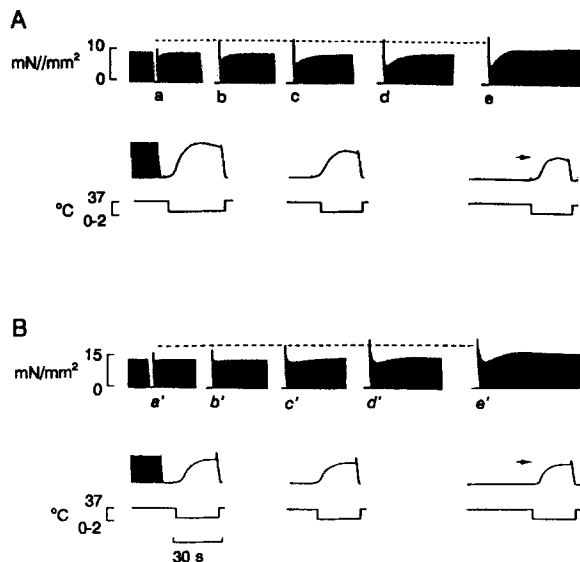 A
10
mN//mm²
0
a b c d e
37
°C
0-2
B
15
mN/mm²
0
a' b' c' d' e'
37
°C
0-2
30 s